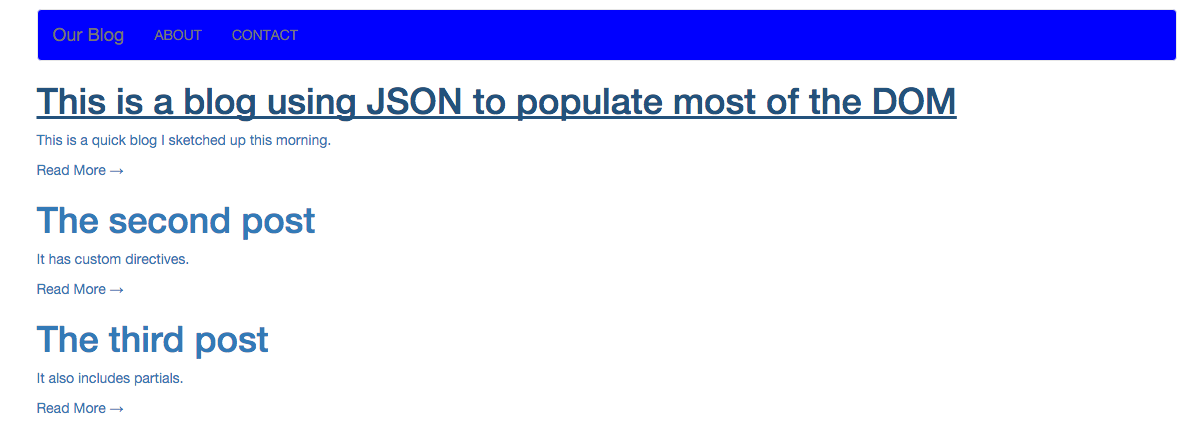 Our Blog ABOUT CONTACT
This is a blog using JSON to populate most of the DOM
This is a quick blog I sketched up this morning.
Read More →
The second post
It has custom directives.
Read More →
The third post
It also includes partials.
Read More →